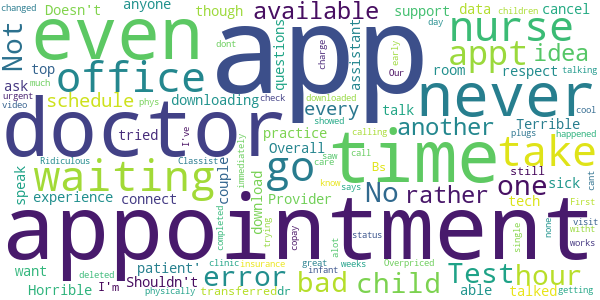 changed Doesn't anyone though support data children cancel
Not even app available nurse
top day idea
dont charge questions early Our assistant appt room respect
ask office downloading downloaded check talking
much urgent schedule phys every talk Terrible cool
video doctor showed never
tried I've practice another plugs happened
Ridiculous Classist immediately Overall calling time still cant
speak waiting couple go saw call Bs take
care No rather one sick First
experience connect download Provider know says tech visit
want completed trying copay status alot none witht
appointment single works
deleted clinic great weeks Overpriced able
patient' insurance infant Test hour
Horrible I'm Shouldn't error bad child talked
physically transferred dr getting